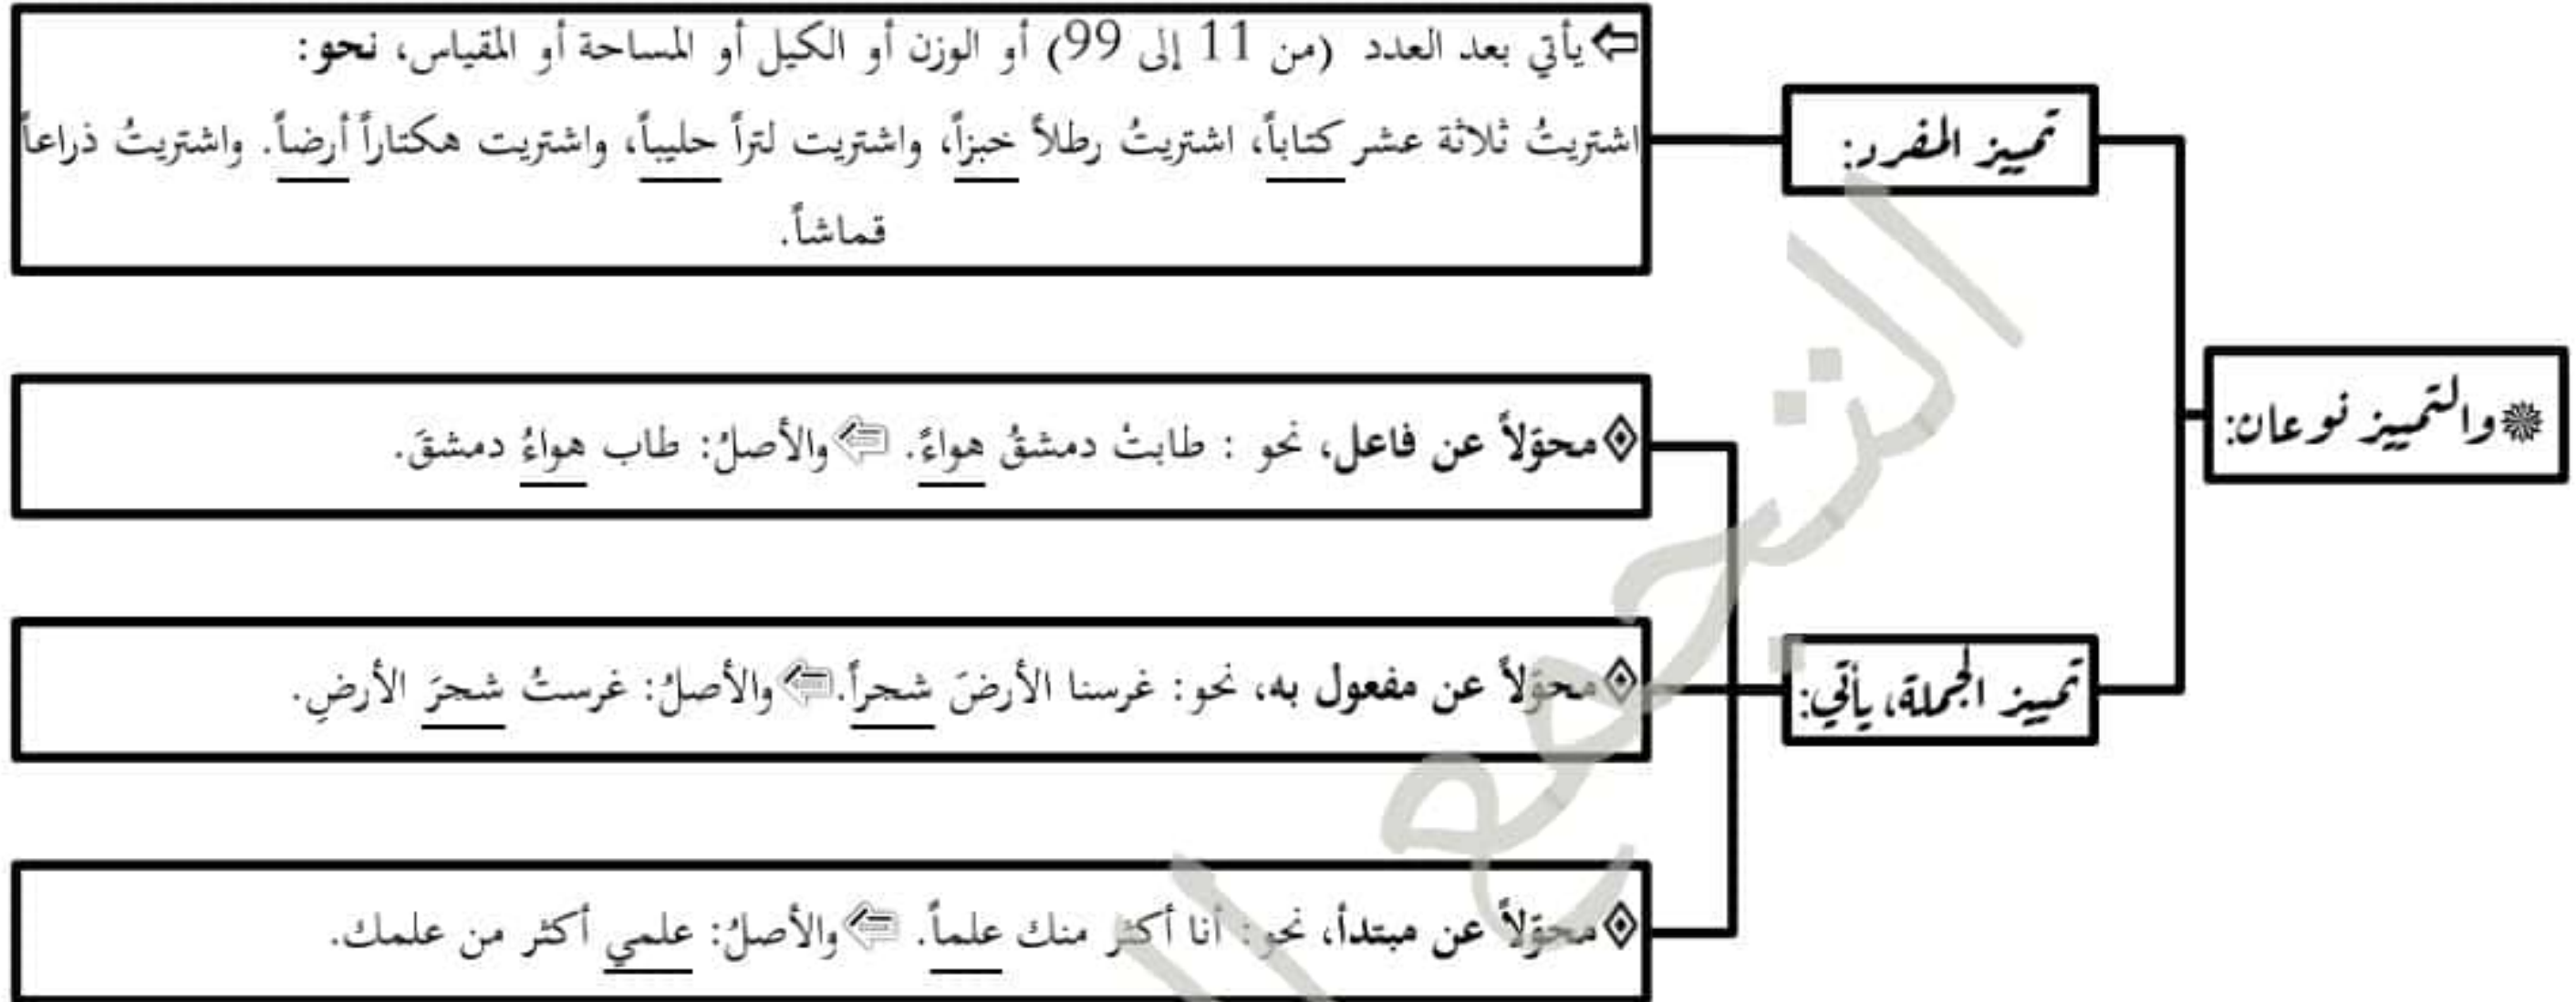 ❋والتمييز نوعان:
تمييز المفرد:
⇦يأتي بعد العدد (من 11 إلى 99) أو الوزن أو الكيل أو المساحة أو المقياس، نحو:
اشتريتُ ثلاثة عشر كتاباً، اشتريتُ رطلاً خبزاً، واشتريت لتراً حليباً، واشتريت هكتاراً أرضاً. واشتريتُ ذراعاً
قماشاً.
تمييز الجملة، يأتي:
محوّلاً عن فاعل، نحو : طابتْ دمشقُ هواءً. ⇦والأصلُ: طاب هواءُ دمشقَ.
محوّلاً عن مفعول به، نحو: غرسنا الأرضَ شجراً.⇦والأصلُ: غرستُ شجرَ الأرضِ.
محوّلاً عن مبتدأ، نحو: أنا أكثر منك علماً. ⇦والأصلُ: علمي أكثر من علمك.